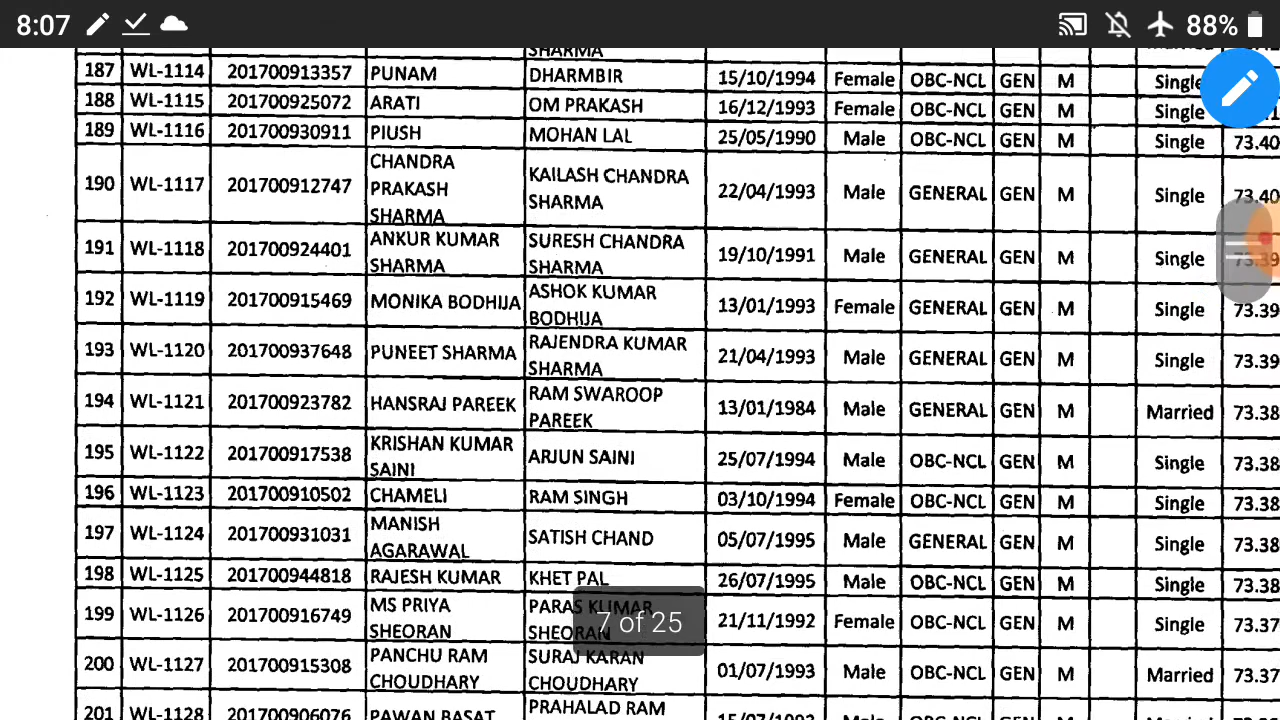 8:07 88%
SHARMA
187 WL-1114 201700913357 PUNAM DHARMBIR 15/10/1994 Female OBC-NCL GEN M Single
188 WL-1115 201700925072 ARATI OM PRAKASH 16/12/1993 Female OBC-NCL GEN M Single
189 WL-1116 201700930911 PIUSH MOHAN LAL 25/05/1990 Male OBC-NCL GEN M Single 73.40
190 WL-1117 201700912747 CHANDRA PRAKASH SHARMA KAILASH CHANDRA SHARMA 22/04/1993 Male GENERAL GEN M Single 73.40
191 WL-1118 201700924401 ANKUR KUMAR SHARMA SURESH CHANDRA SHARMA 19/10/1991 Male GENERAL GEN M Single 73.39
192 WL-1119 201700915469 MONIKA BODHIJA ASHOK KUMAR BODHIJA 13/01/1993 Female GENERAL GEN M Single 73.39
193 WL-1120 201700937648 PUNEET SHARMA RAJENDRA KUMAR SHARMA 21/04/1993 Male GENERAL GEN M Single 73.39
194 WL-1121 201700923782 HANSRAJ PAREEK RAM SWAROOP PAREEK 13/01/1984 Male GENERAL GEN M Married 73.38
195 WL-1122 201700917538 KRISHAN KUMAR SAINI ARJUN SAINI 25/07/1994 Male OBC-NCL GEN M Single 73.38
196 WL-1123 201700910502 CHAMELI RAM SINGH 03/10/1994 Female OBC-NCL GEN M Single 73.38
197 WL-1124 201700931031 MANISH AGARAWAL SATISH CHAND 05/07/1995 Male GENERAL GEN M Single 73.38
198 WL-1125 201700944818 RAJESH KUMAR KHET PAL 26/07/1995 Male OBC-NCL GEN M Single 73.38
199 WL-1126 201700916749 MS PRIYA SHEORAN PARAS KUMAR SHEORAN 21/11/1992 Female OBC-NCL GEN M Single 73.37
7 of 25
200 WL-1127 201700915308 PANCHU RAM CHOUDHARY SURAJ KARAN CHOUDHARY 01/07/1993 Male OBC-NCL GEN M Married 73.37
201 WL-1128 201700906076 PAWAN BASAT PRAHALAD RAM Male OBC-NCL GEN M Single